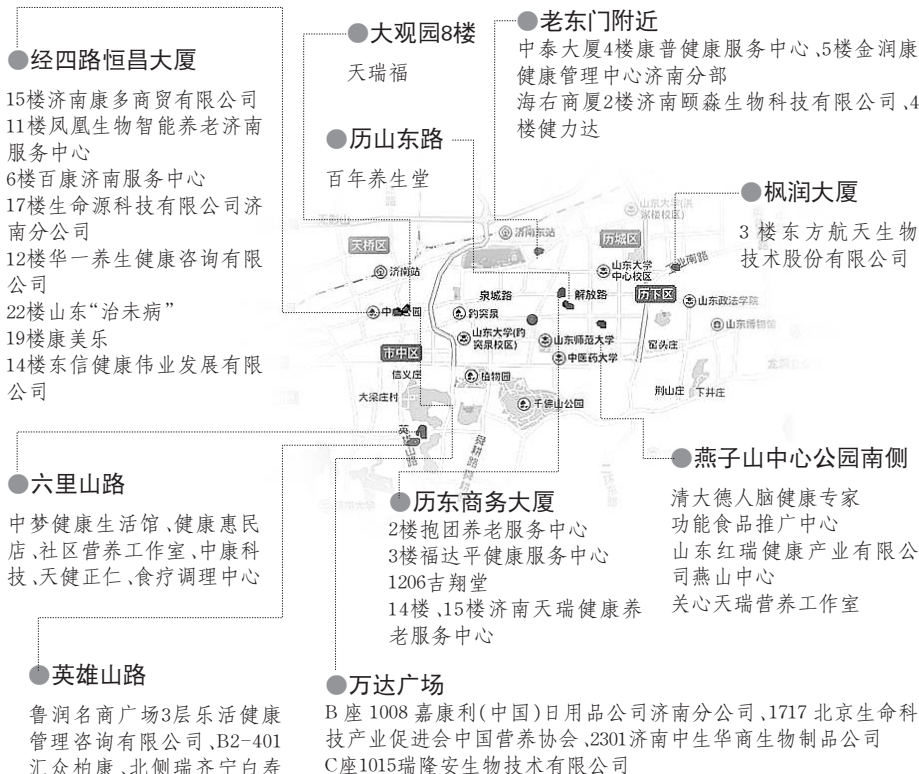 ●经四路恒昌大厦
15楼济南康多商贸有限公司
11楼凤凰生物智能养老济南
服务中心
6楼百康济南服务中心
17楼生命源科技有限公司济
南分公司
12楼华一养生健康咨询有限
公司
22楼山东“治未病”
19楼康美乐
14楼东信健康伟业发展有限
公司
●大观园8楼
天瑞福
●历山东路
百年养生堂
●老东门附近
中泰大厦4楼康普健康服务中心、5楼金润康
健康管理中心济南分部
海右商厦2楼济南颐淼生物科技有限公司、4
楼健力达
●枫润大厦
3楼东方航天生物
技术股份有限公司
天桥区
济南站
济南东站
历城区
山东大学
中心校区
泉城路
解放路
历下区
山东政法学院
趵突泉
山东大学(趵
突泉校区)
山东师范大学
中医药大学
山东博物馆
窑头庄
市中区
信义庄
植物园
大梁庄村
千佛山公园
荆山庄
下井庄
●六里山路
中梦健康生活馆、健康惠民
店、社区营养工作室、中康科
技、天健正仁、食疗调理中心
●历东商务大厦
2楼抱团养老服务中心
3楼福达平健康服务中心
1206吉翔堂
14楼、15楼济南天瑞健康养
老服务中心
●燕子山中心公园南侧
清大德人脑健康专家
功能食品推广中心
山东红瑞健康产业有限公
司燕山中心
关心天瑞营养工作室
●英雄山路
鲁润名商广场3层乐活健康
管理咨询有限公司、B2-401
汇众柏康、北侧瑞齐宁白寿
●万达广场
B座1008嘉康利(中国)日用品公司济南分公司、1717北京生命科
技产业促进会中国营养协会、2301济南中生华商生物制品公司
C座1015瑞隆安生物技术有限公司